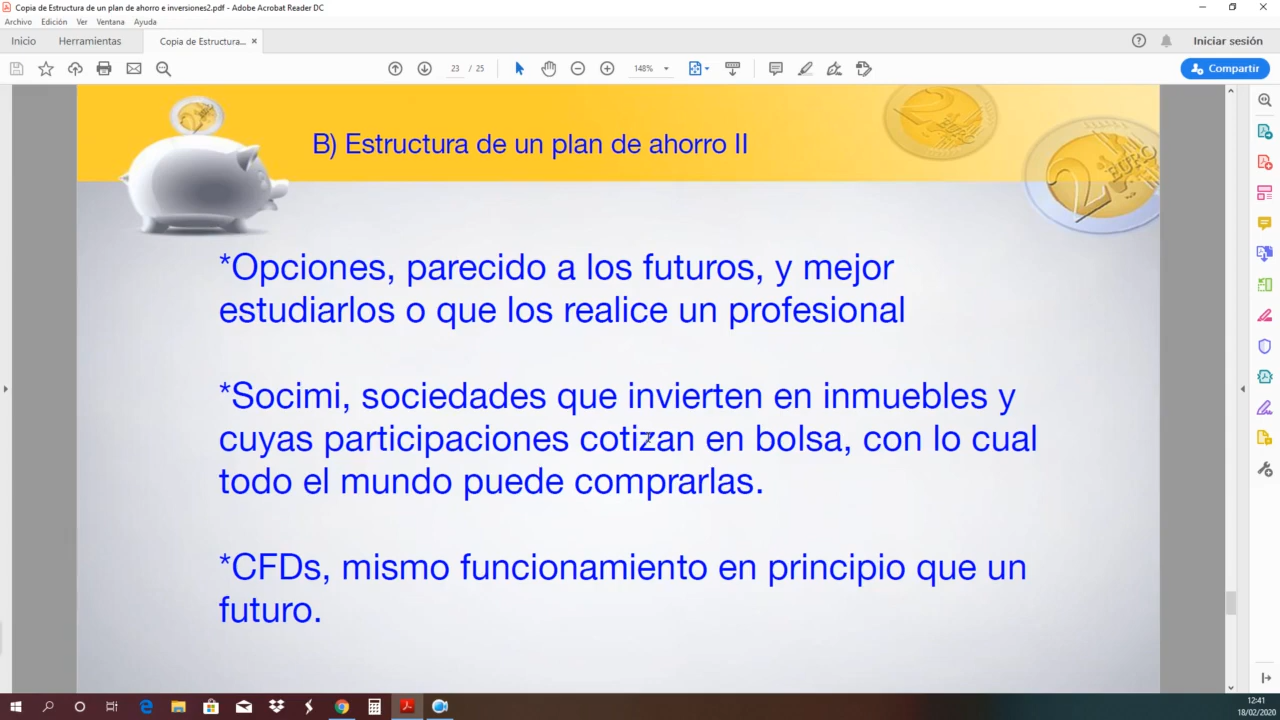 Copia de Estructura de un plan de ahorro e inversiones2.pdf - Adobe Acrobat Reader DC
Archivo Edición Ver Ventana Ayuda
Inicio Herramientas Copia de Estructura... × Iniciar sesión
23 / 25 148% Compartir
B) Estructura de un plan de ahorro II
*Opciones, parecido a los futuros, y mejor
estudiarlos o que los realice un profesional
*Socimi, sociedades que invierten en inmuebles y
cuyas participaciones cotizan en bolsa, con lo cual
todo el mundo puede comprarlas.
*CFDs, mismo funcionamiento en principio que un
futuro.
2 EURO
12:41
18/02/2020